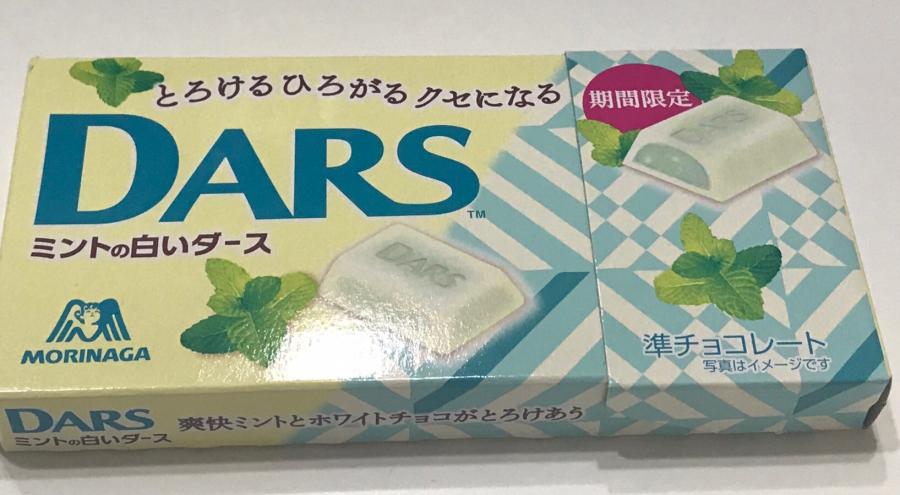 とろけるひろがるクセになる
DARS™
ミントの白いダース
DARS
MORINAGA
期間限定
DARS
準チョコレート
写真はイメージです
DARS
ミントの白いダース
爽快ミントとホワイトチョコがとろけあう